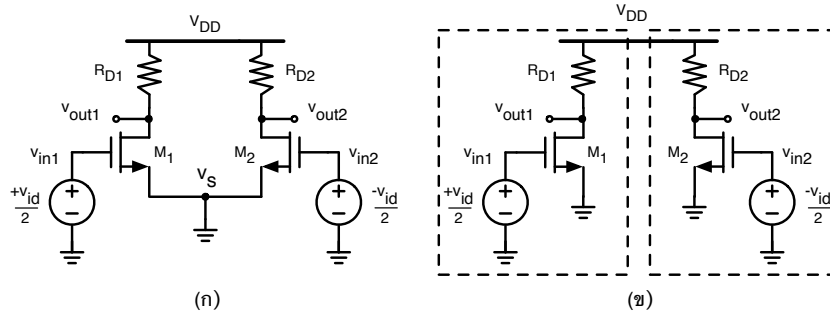 V_DD
R_D1
R_D2
v_out1
v_out2
v_in1
M_1
M_2
v_in2
v_S
+v_id/2
-v_id/2
+
−
+
−
(ก)
V_DD
R_D1
R_D2
v_out1
v_out2
v_in1
M_1
M_2
v_in2
+v_id/2
-v_id/2
+
−
+
−
(ข)